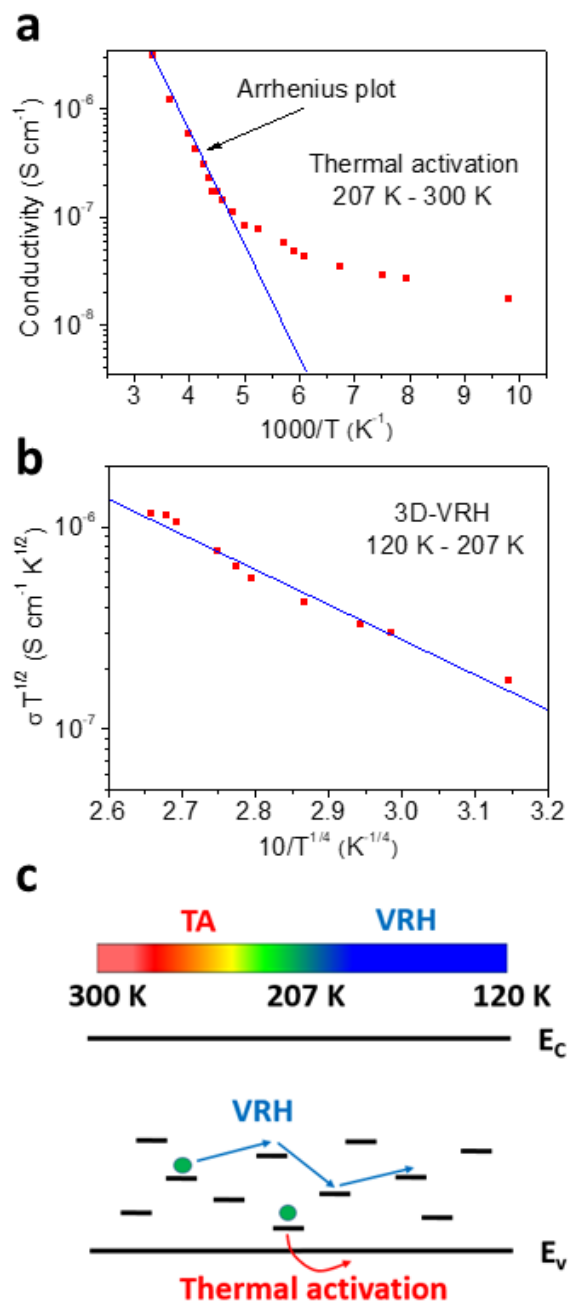 a
Arrhenius plot
Thermal activation
207 K - 300 K
Conductivity (S cm⁻¹)
10⁻⁶
10⁻⁷
10⁻⁸
3 4 5 6 7 8 9 10
1000/T (K⁻¹)
b
3D-VRH
120 K - 207 K
σ T¹/² (S cm⁻¹ K¹/²)
10⁻⁶
10⁻⁷
2.6 2.7 2.8 2.9 3.0 3.1 3.2
10/T¹/⁴ (K⁻¹/⁴)
c
TA VRH
300 K 207 K 120 K
E_C
VRH
E_v
Thermal activation